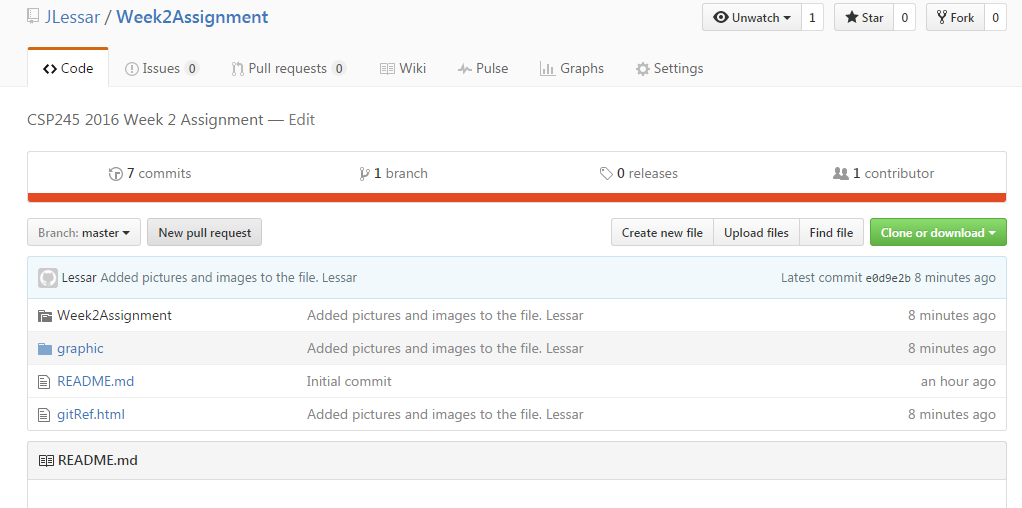 JLessar / Week2Assignment Unwatch 1 Star 0 Fork 0
Code Issues 0 Pull requests 0 Wiki Pulse Graphs Settings
CSP245 2016 Week 2 Assignment — Edit
7 commits 1 branch 0 releases 1 contributor
Branch: master New pull request Create new file Upload files Find file Clone or download
Lessar Added pictures and images to the file. Lessar Latest commit e0d9e2b 8 minutes ago
Week2Assignment Added pictures and images to the file. Lessar 8 minutes ago
graphic Added pictures and images to the file. Lessar 8 minutes ago
README.md Initial commit an hour ago
gitRef.html Added pictures and images to the file. Lessar 8 minutes ago
README.md